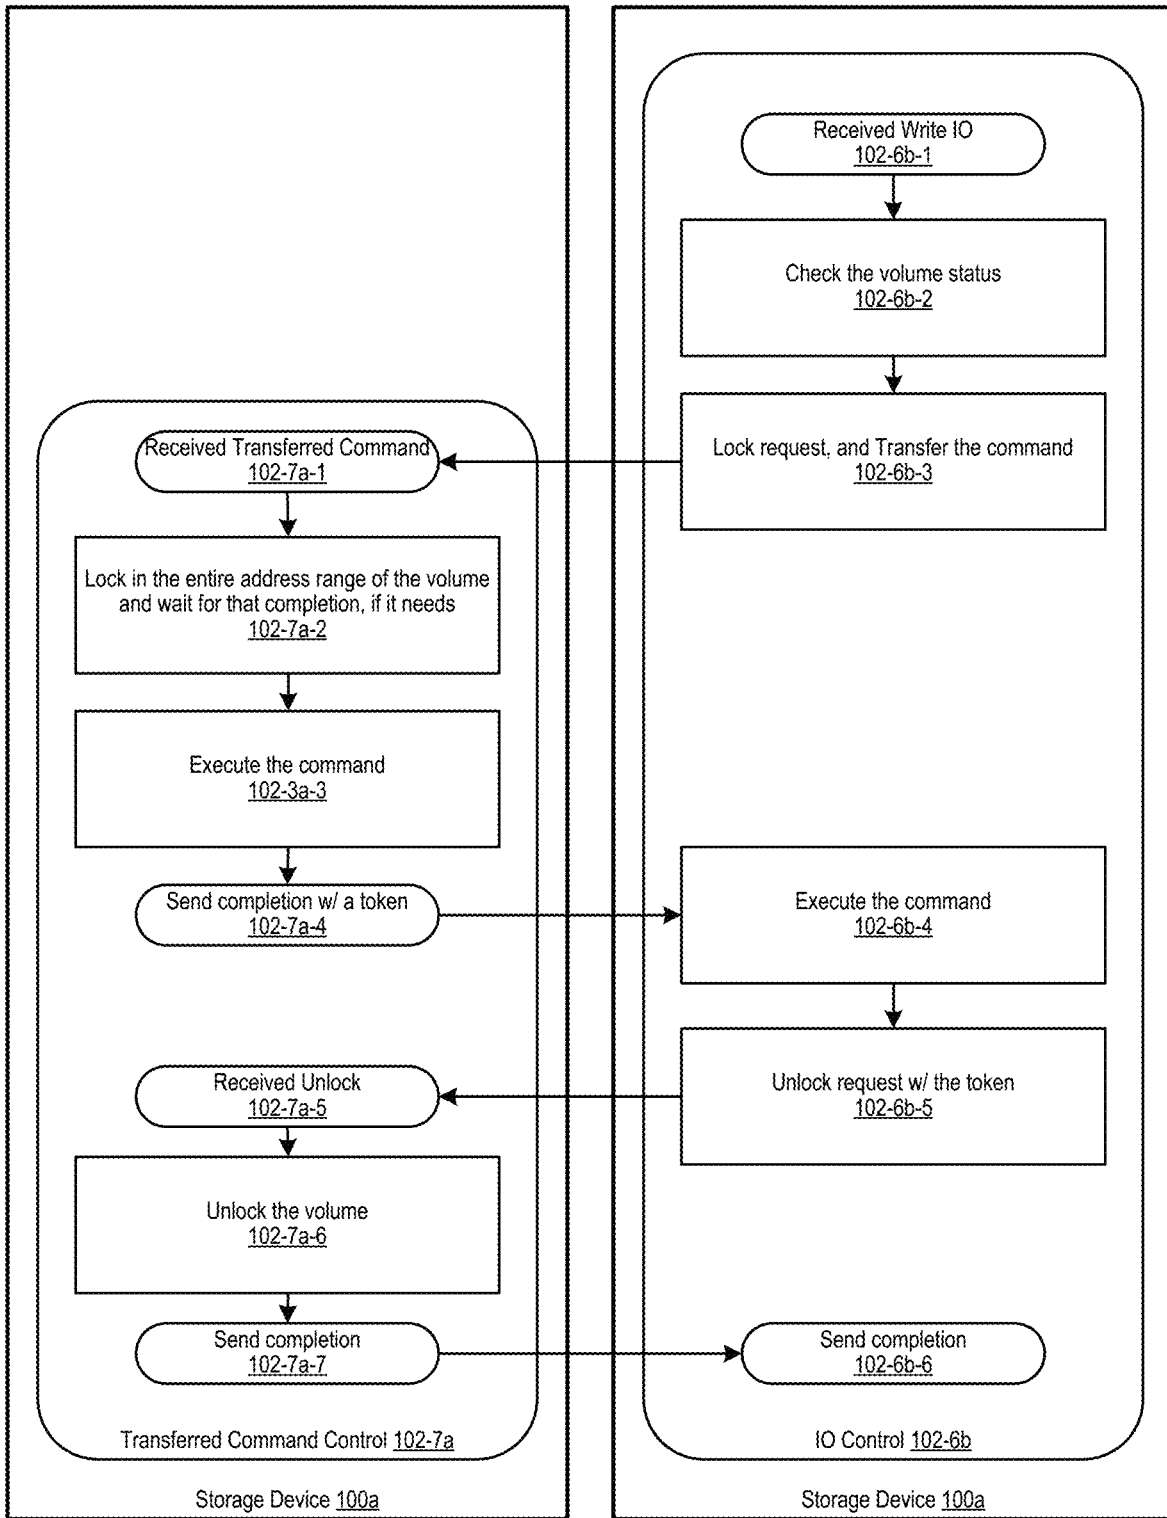 Received Write IO
102-6b-1
Check the volume status
102-6b-2
Lock request, and Transfer the command
102-6b-3
Received Transferred Command
102-7a-1
Lock in the entire address range of the volume
and wait for that completion, if it needs
102-7a-2
Execute the command
102-3a-3
Send completion w/ a token
102-7a-4
Execute the command
102-6b-4
Unlock request w/ the token
102-6b-5
Received Unlock
102-7a-5
Unlock the volume
102-7a-6
Send completion
102-7a-7
Send completion
102-6b-6
Transferred Command Control 102-7a
IO Control 102-6b
Storage Device 100a
Storage Device 100a